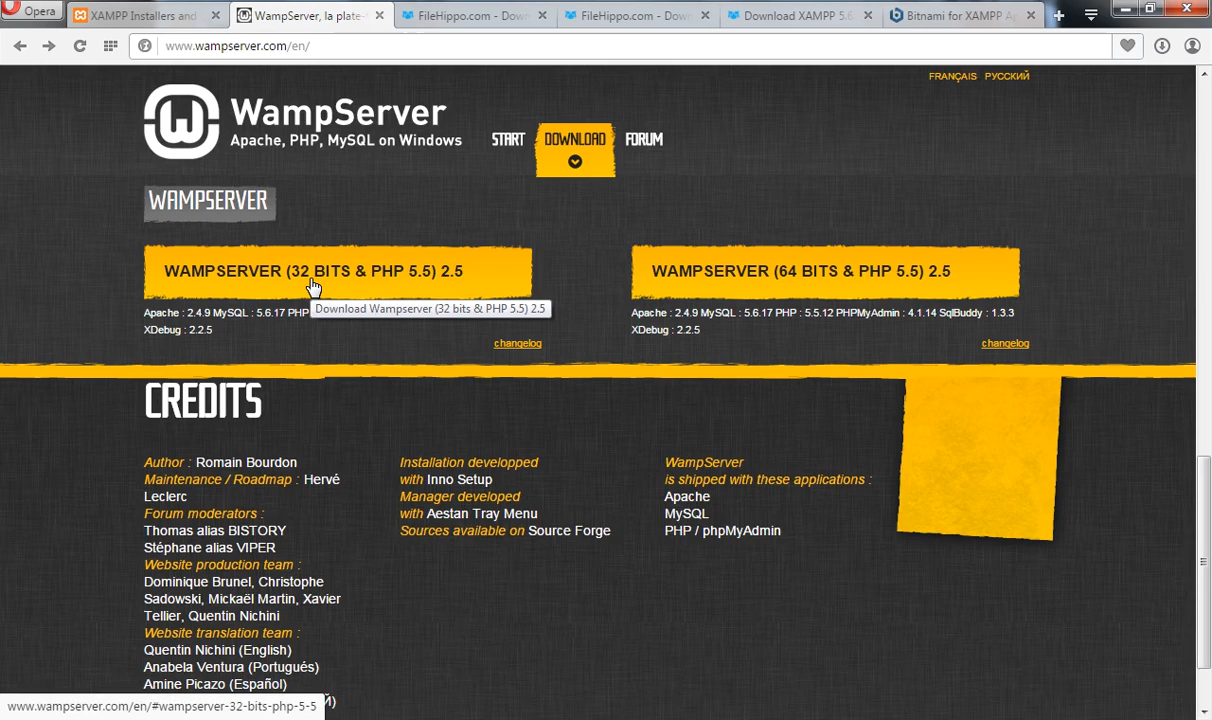 Opera
XAMPP Installers and
WampServer, la plate-
FileHippo.com - Down
FileHippo.com - Down
Download XAMPP 5.6
Bitnami for XAMPP Ap
www.wampserver.com/en/
FRANÇAIS РУССКИЙ
WampServer
Apache, PHP, MySQL on Windows
START
DOWNLOAD
FORUM
WAMPSERVER
WAMPSERVER (32 BITS & PHP 5.5) 2.5
Apache : 2.4.9 MySQL : 5.6.17 PHP
XDebug : 2.2.5
Download Wampserver (32 bits & PHP 5.5) 2.5
changelog
WAMPSERVER (64 BITS & PHP 5.5) 2.5
Apache : 2.4.9 MySQL : 5.6.17 PHP : 5.5.12 PHPMyAdmin : 4.1.14 SqlBuddy : 1.3.3
XDebug : 2.2.5
changelog
CREDITS
Author : Romain Bourdon
Maintenance / Roadmap : Hervé
Leclerc
Forum moderators :
Thomas alias BISTORY
Stéphane alias VIPER
Website production team :
Dominique Brunel, Christophe
Sadowski, Mickaël Martin, Xavier
Tellier, Quentin Nichini
Website translation team :
Quentin Nichini (English)
Anabela Ventura (Portugués)
Amine Picazo (Español)
Installation developped
with Inno Setup
Manager developed
with Aestan Tray Menu
Sources available on Source Forge
WampServer
is shipped with these applications :
Apache
MySQL
PHP / phpMyAdmin
www.wampserver.com/en/#wampserver-32-bits-php-5-5